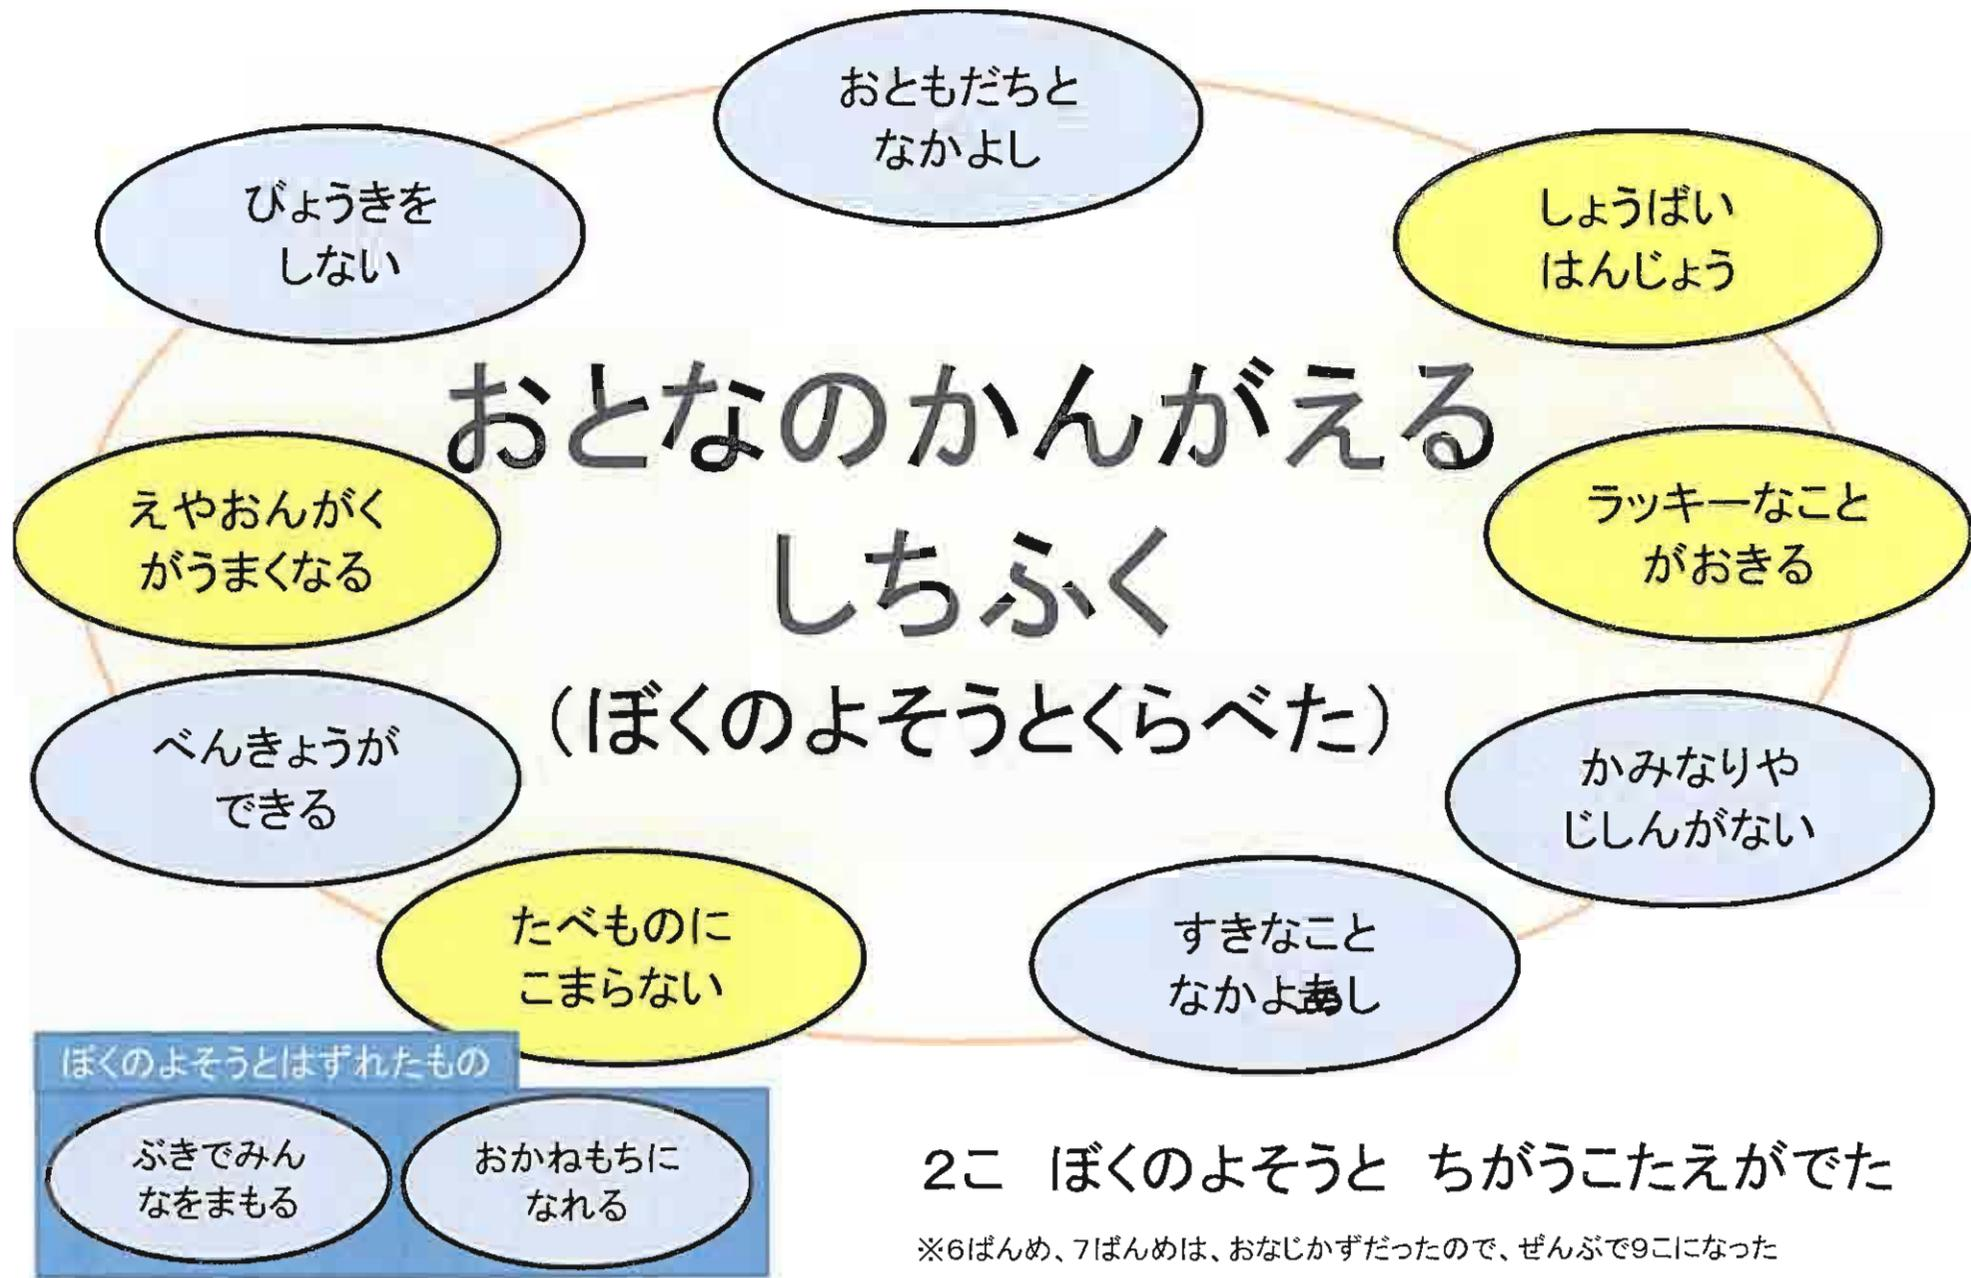 おともだちと
なかよし
びょうきを
しない
しょうばい
はんじょう
おとなのかんがえる
しちふく
(ぼくのよそうとくらべた)
えやおんがく
がうまくなる
ラッキーなこと
がおきる
べんきょうが
できる
かみなりや
じしんがない
たべものに
こまらない
すきなこと
なかよあし
ぼくのよそうとはずれたもの
ぶきでみん
なをまもる
おかねもちに
なれる
2こ ぼくのよそうと ちがうこたえがでた
※6ばんめ、7ばんめは、おなじかずだったので、ぜんぶで9こになった